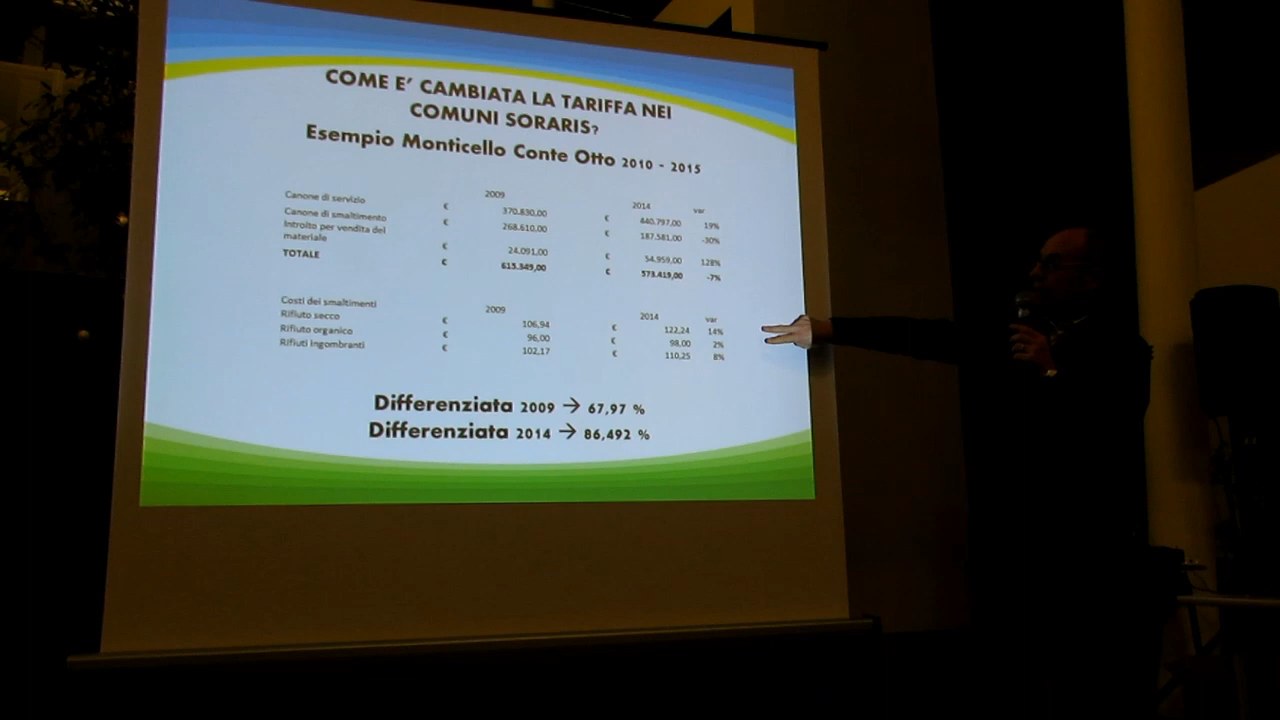 COME E' CAMBIATA LA TARIFFA NEI
COMUNI SORARIS?
Esempio Monticello Conte Otto 2010 - 2015
2009 2014 var
Canone di servizio € 370.830,00 € 440.797,00 19%
Canone di smaltimento € 268.610,00 € 187.581,00 -30%
Introito per vendita del
materiale € 24.091,00 € 54.959,00 128%
TOTALE € 615.349,00 € 573.419,00 -7%
Costi dei smaltimenti 2009 2014 var
Rifiuto secco € 106,94 € 122,24 14%
Rifiuto organico € 96,00 € 98,00 2%
Rifiuti Ingombranti € 102,17 € 110,25 8%
Differenziata 2009 → 67,97 %
Differenziata 2014 → 86,492 %